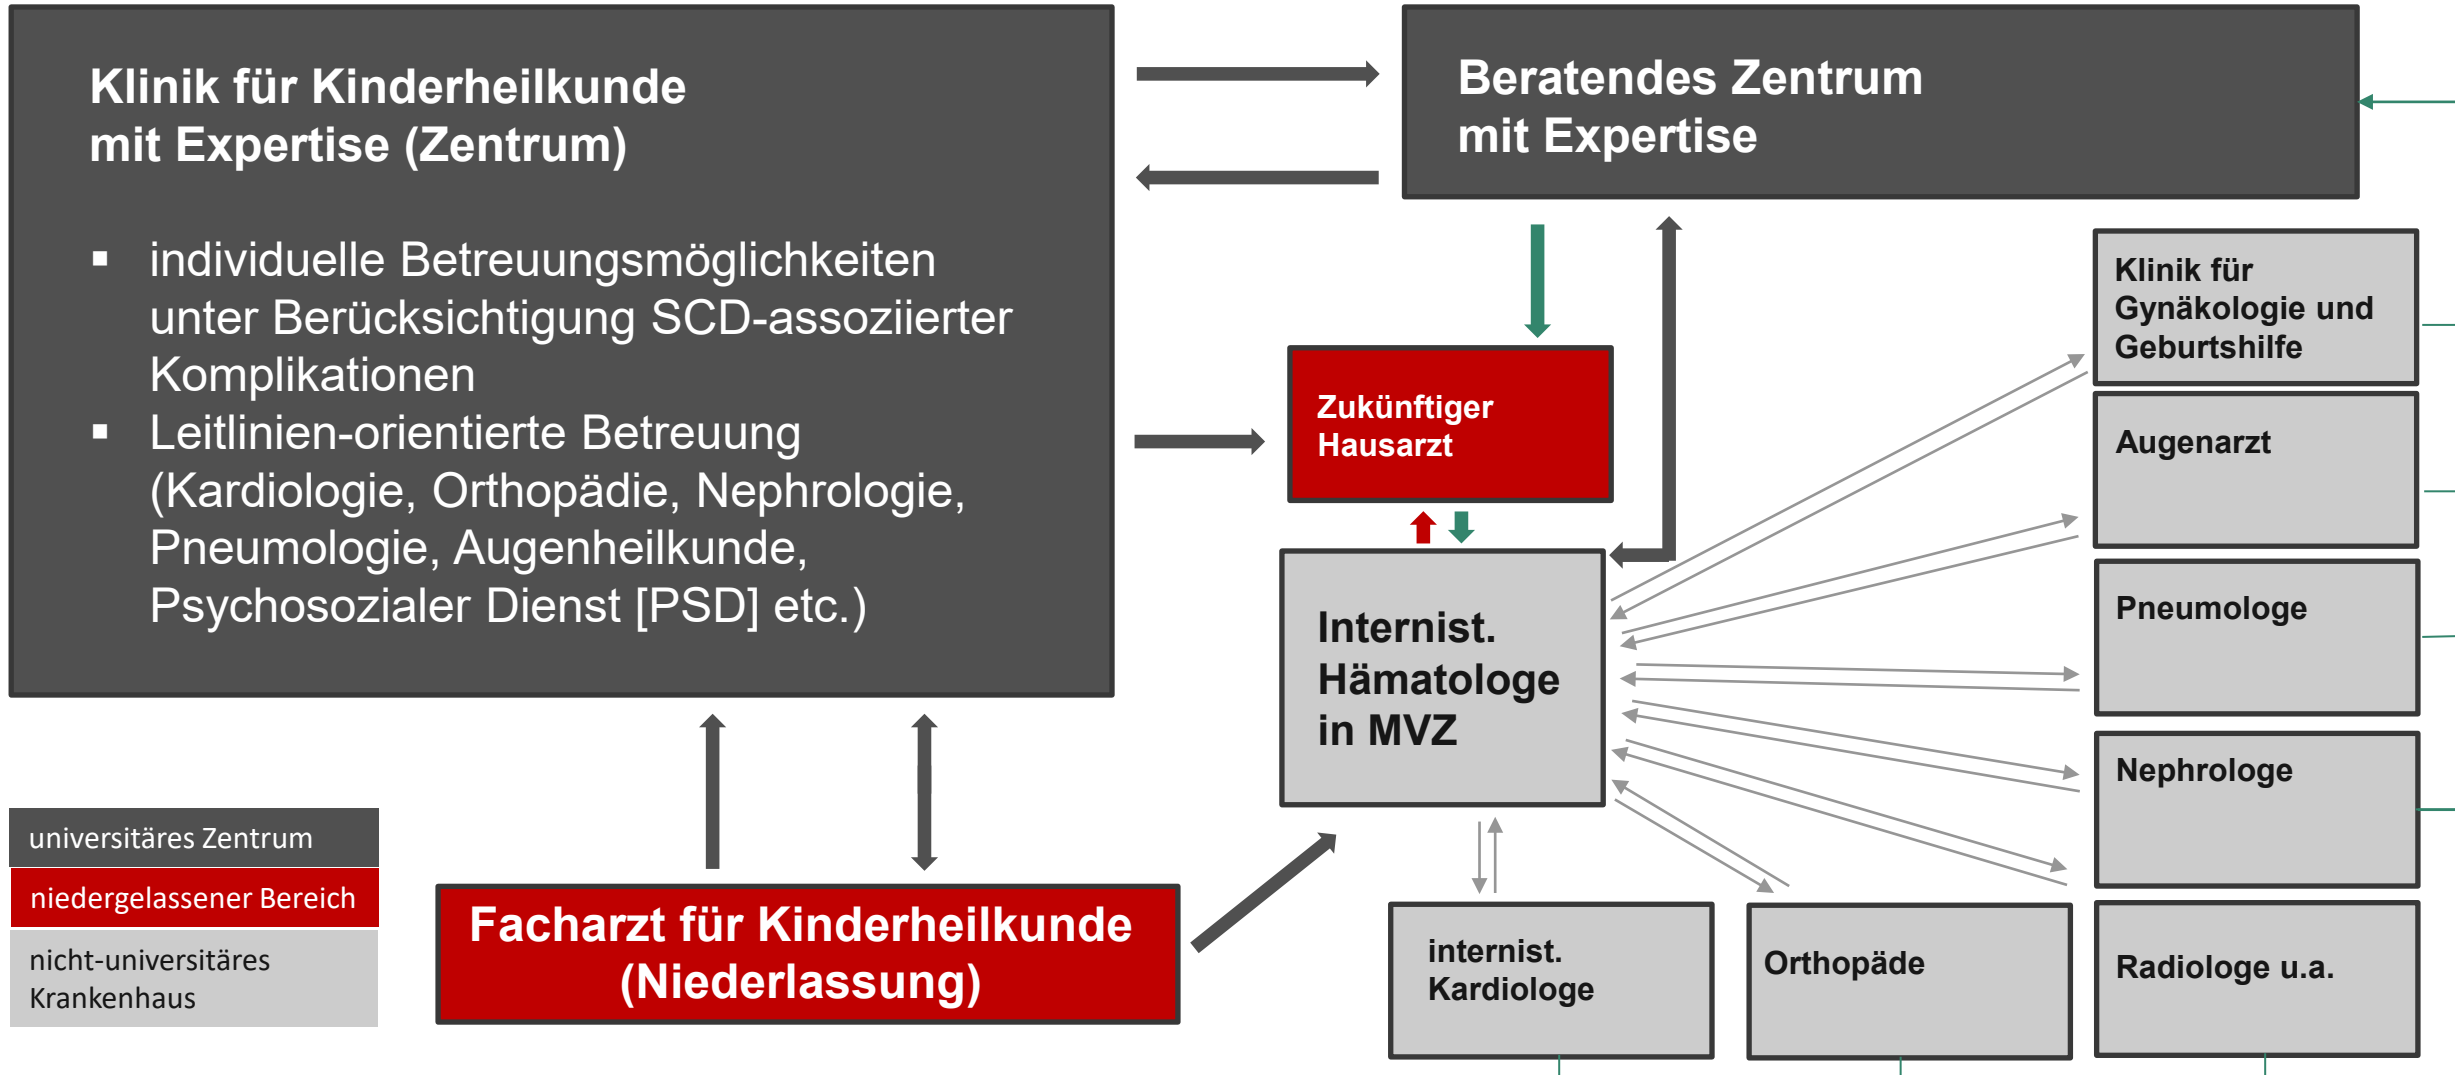 Klinik für Kinderheilkunde
mit Expertise (Zentrum)
▪ individuelle Betreuungsmöglichkeiten
unter Berücksichtigung SCD-assoziierter
Komplikationen
▪ Leitlinien-orientierte Betreuung
(Kardiologie, Orthopädie, Nephrologie,
Pneumologie, Augenheilkunde,
Psychosozialer Dienst [PSD] etc.)
Beratendes Zentrum
mit Expertise
Zukünftiger
Hausarzt
Internist.
Hämatologe
in MVZ
Klinik für
Gynäkologie und
Geburtshilfe
Augenarzt
Pneumologe
Nephrologe
Radiologe u.a.
Orthopäde
internist.
Kardiologe
Facharzt für Kinderheilkunde
(Niederlassung)
universitäres Zentrum
niedergelassener Bereich
nicht-universitäres
Krankenhaus